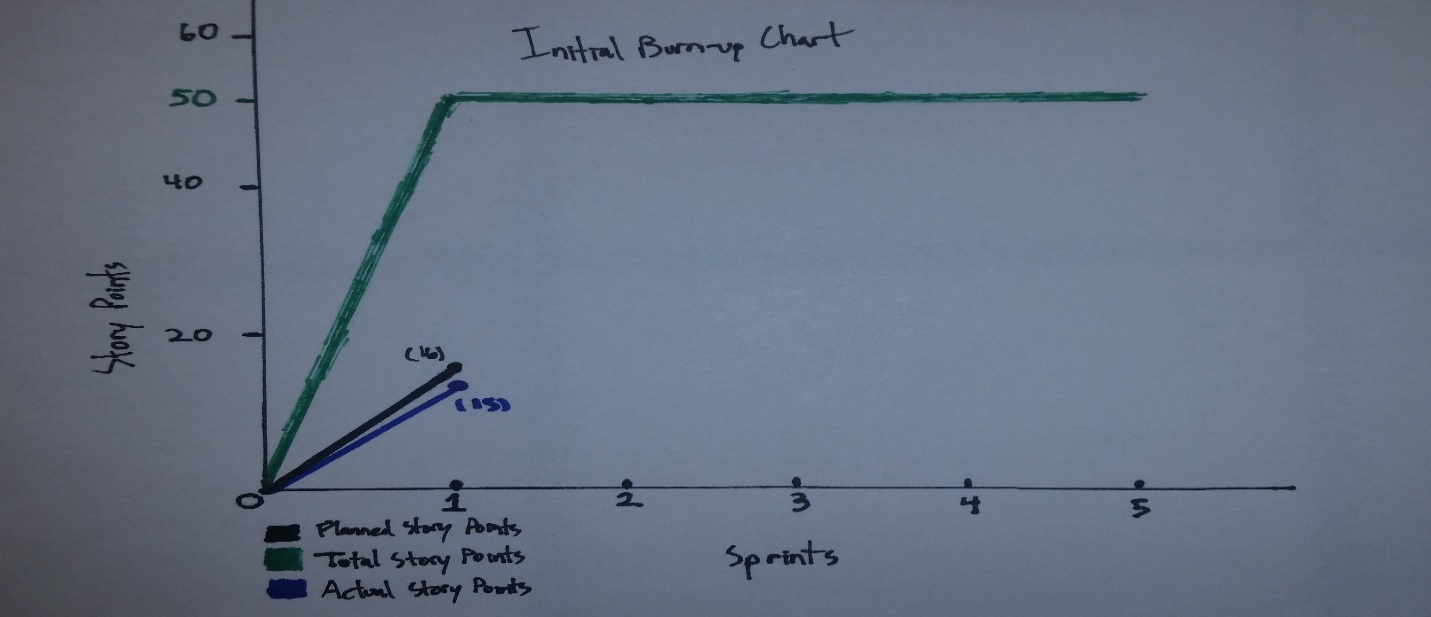 Initial Burn-up Chart
60
50
40
20
0
Story Points
(16)
(15)
1 2 3 4 5
Sprints
Planned Story Points
Total Story Points
Actual Story Points